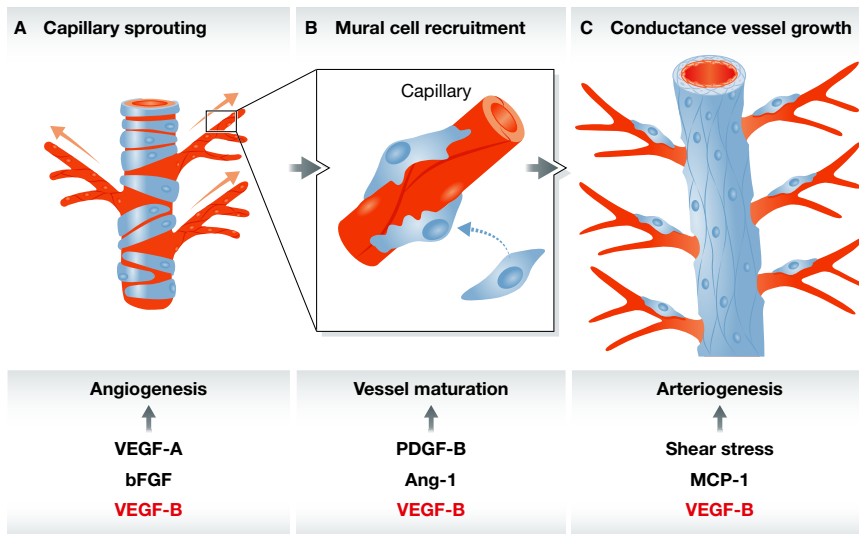 A Capillary sprouting
B Mural cell recruitment
C Conductance vessel growth
Capillary
Angiogenesis
VEGF-A
bFGF
VEGF-B
Vessel maturation
PDGF-B
Ang-1
VEGF-B
Arteriogenesis
Shear stress
MCP-1
VEGF-B